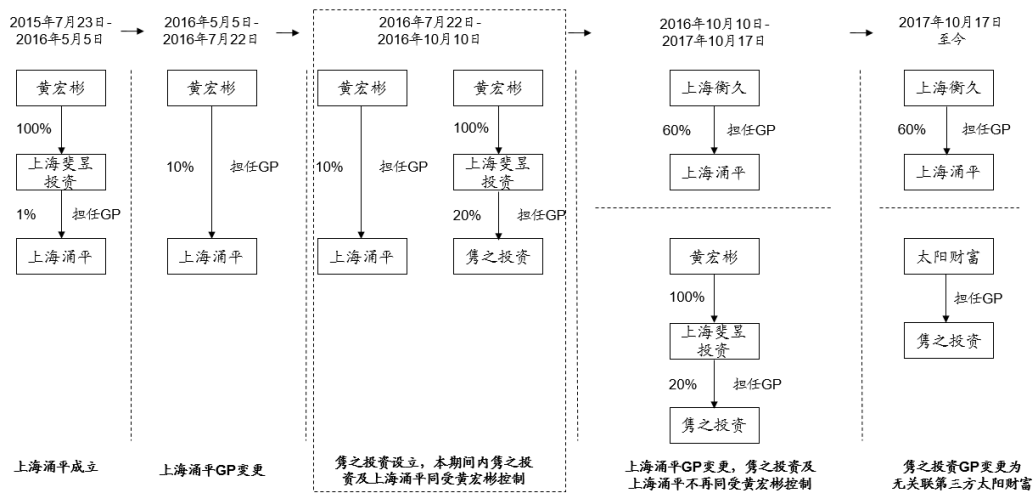 2015年7月23日-
2016年5月5日
2016年5月5日-
2016年7月22日
2016年7月22日-
2016年10月10日
2016年10月10日-
2017年10月17日
2017年10月17日
至今
黄宏彬
100%
上海斐昱
投资
1%
担任GP
上海涌平
上海涌平成立
黄宏彬
10%
担任GP
上海涌平
上海涌平GP变更
黄宏彬
10%
担任GP
上海涌平
黄宏彬
100%
上海斐昱
投资
20%
担任GP
隽之投资
隽之投资设立，本期间内隽之投
资及上海涌平同受黄宏彬控制
上海衡久
60%
担任GP
上海涌平
黄宏彬
100%
上海斐昱
投资
20%
担任GP
隽之投资
上海涌平GP变更，隽之投资及
上海涌平不再同受黄宏彬控制
上海衡久
60%
担任GP
上海涌平
太阳财富
担任GP
隽之投资
隽之投资GP变更为
无关联第三方太阳财富